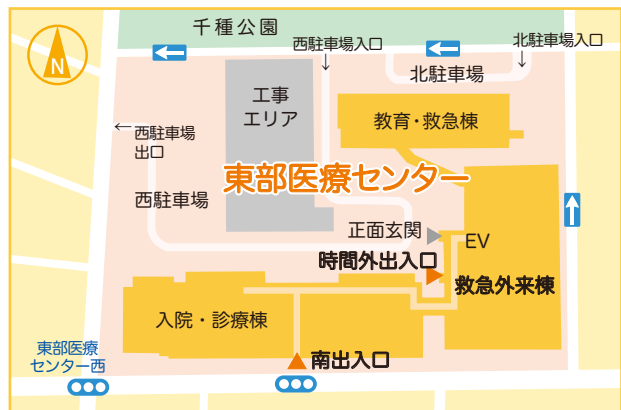 千種公園
西駐車場入口
↓
北駐車場入口
↓
N
北駐車場
工事
エリア
教育・救急棟
←
西駐車場
出口
東部医療センター
西駐車場
正面玄関
EV
時間外出入口
救急外来棟
入院・診療棟
東部医療
センター西
南出入口